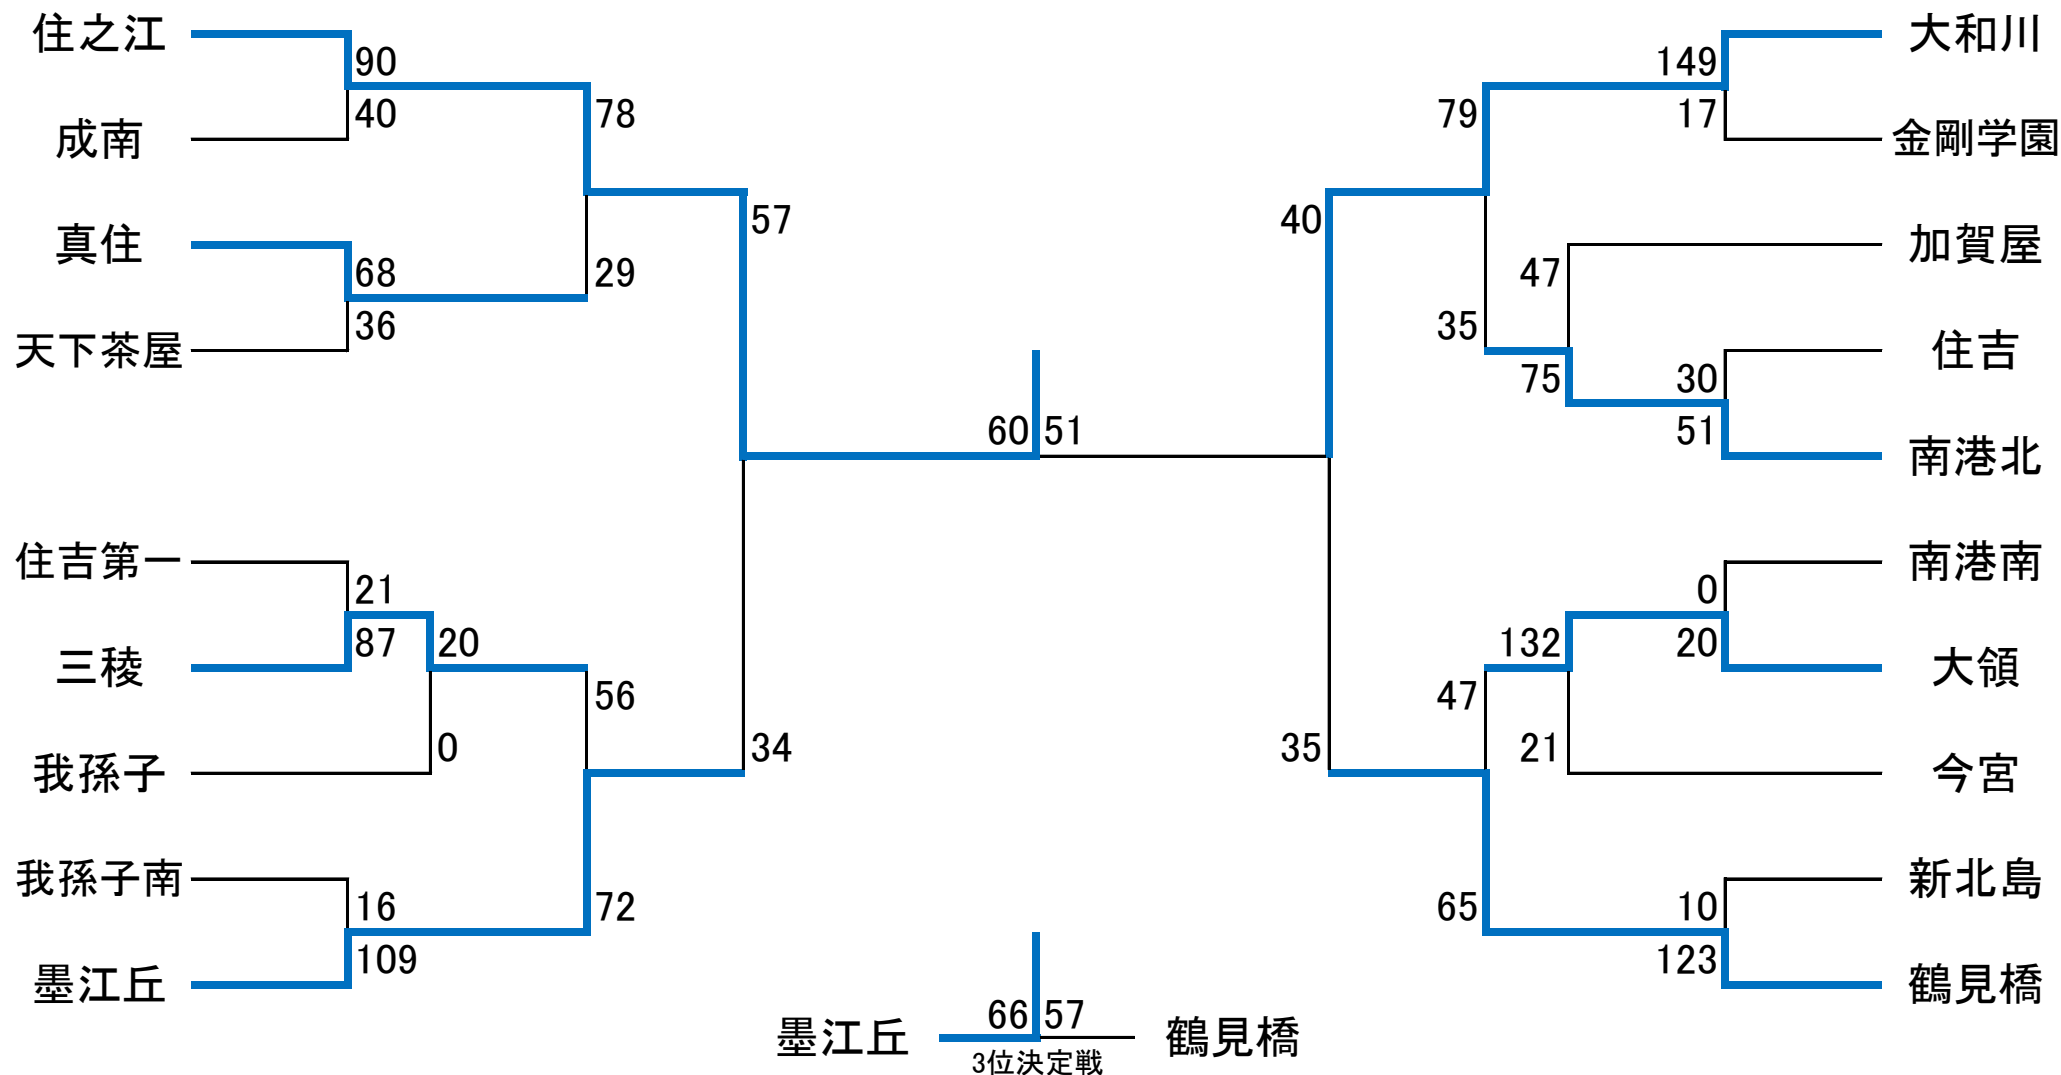 住之江
90
40
成南
78
真住
68
36
29
天下茶屋
57
住吉第一
21
87
三稜
20
0
我孫子
56
34
我孫子南
16
109
72
墨江丘
60 51
大和川
149
17
金剛学園
79
加賀屋
47
40
35
住吉
75
30
51
南港北
南港南
0
20
大領
132
47
21
今宮
35
新北島
10
123
65
鶴見橋
墨江丘 66 57 鶴見橋
3位決定戦